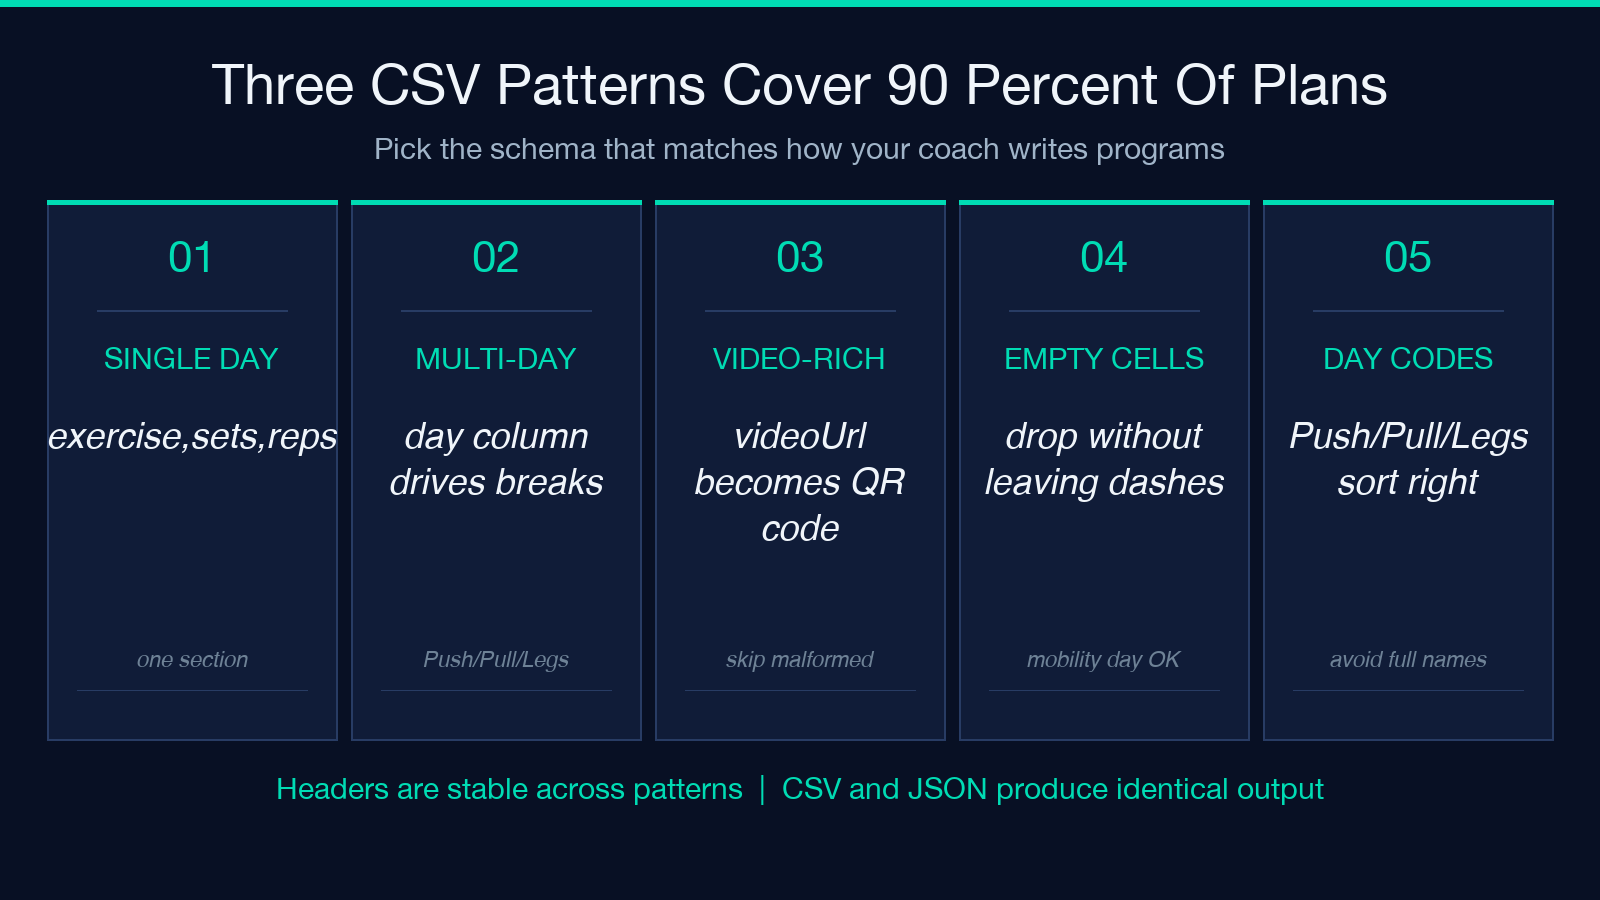 Three CSV Patterns Cover 90 Percent Of Plans
Pick the schema that matches how your coach writes programs
01
SINGLE DAY
exercise,sets,reps
one section
02
MULTI-DAY
day column
drives breaks
Push/Pull/Legs
03
VIDEO-RICH
videoUrl
becomes QR
code
skip malformed
04
EMPTY CELLS
drop without
leaving dashes
mobility day OK
05
DAY CODES
Push/Pull/Legs
sort right
avoid full names
Headers are stable across patterns | CSV and JSON produce identical output